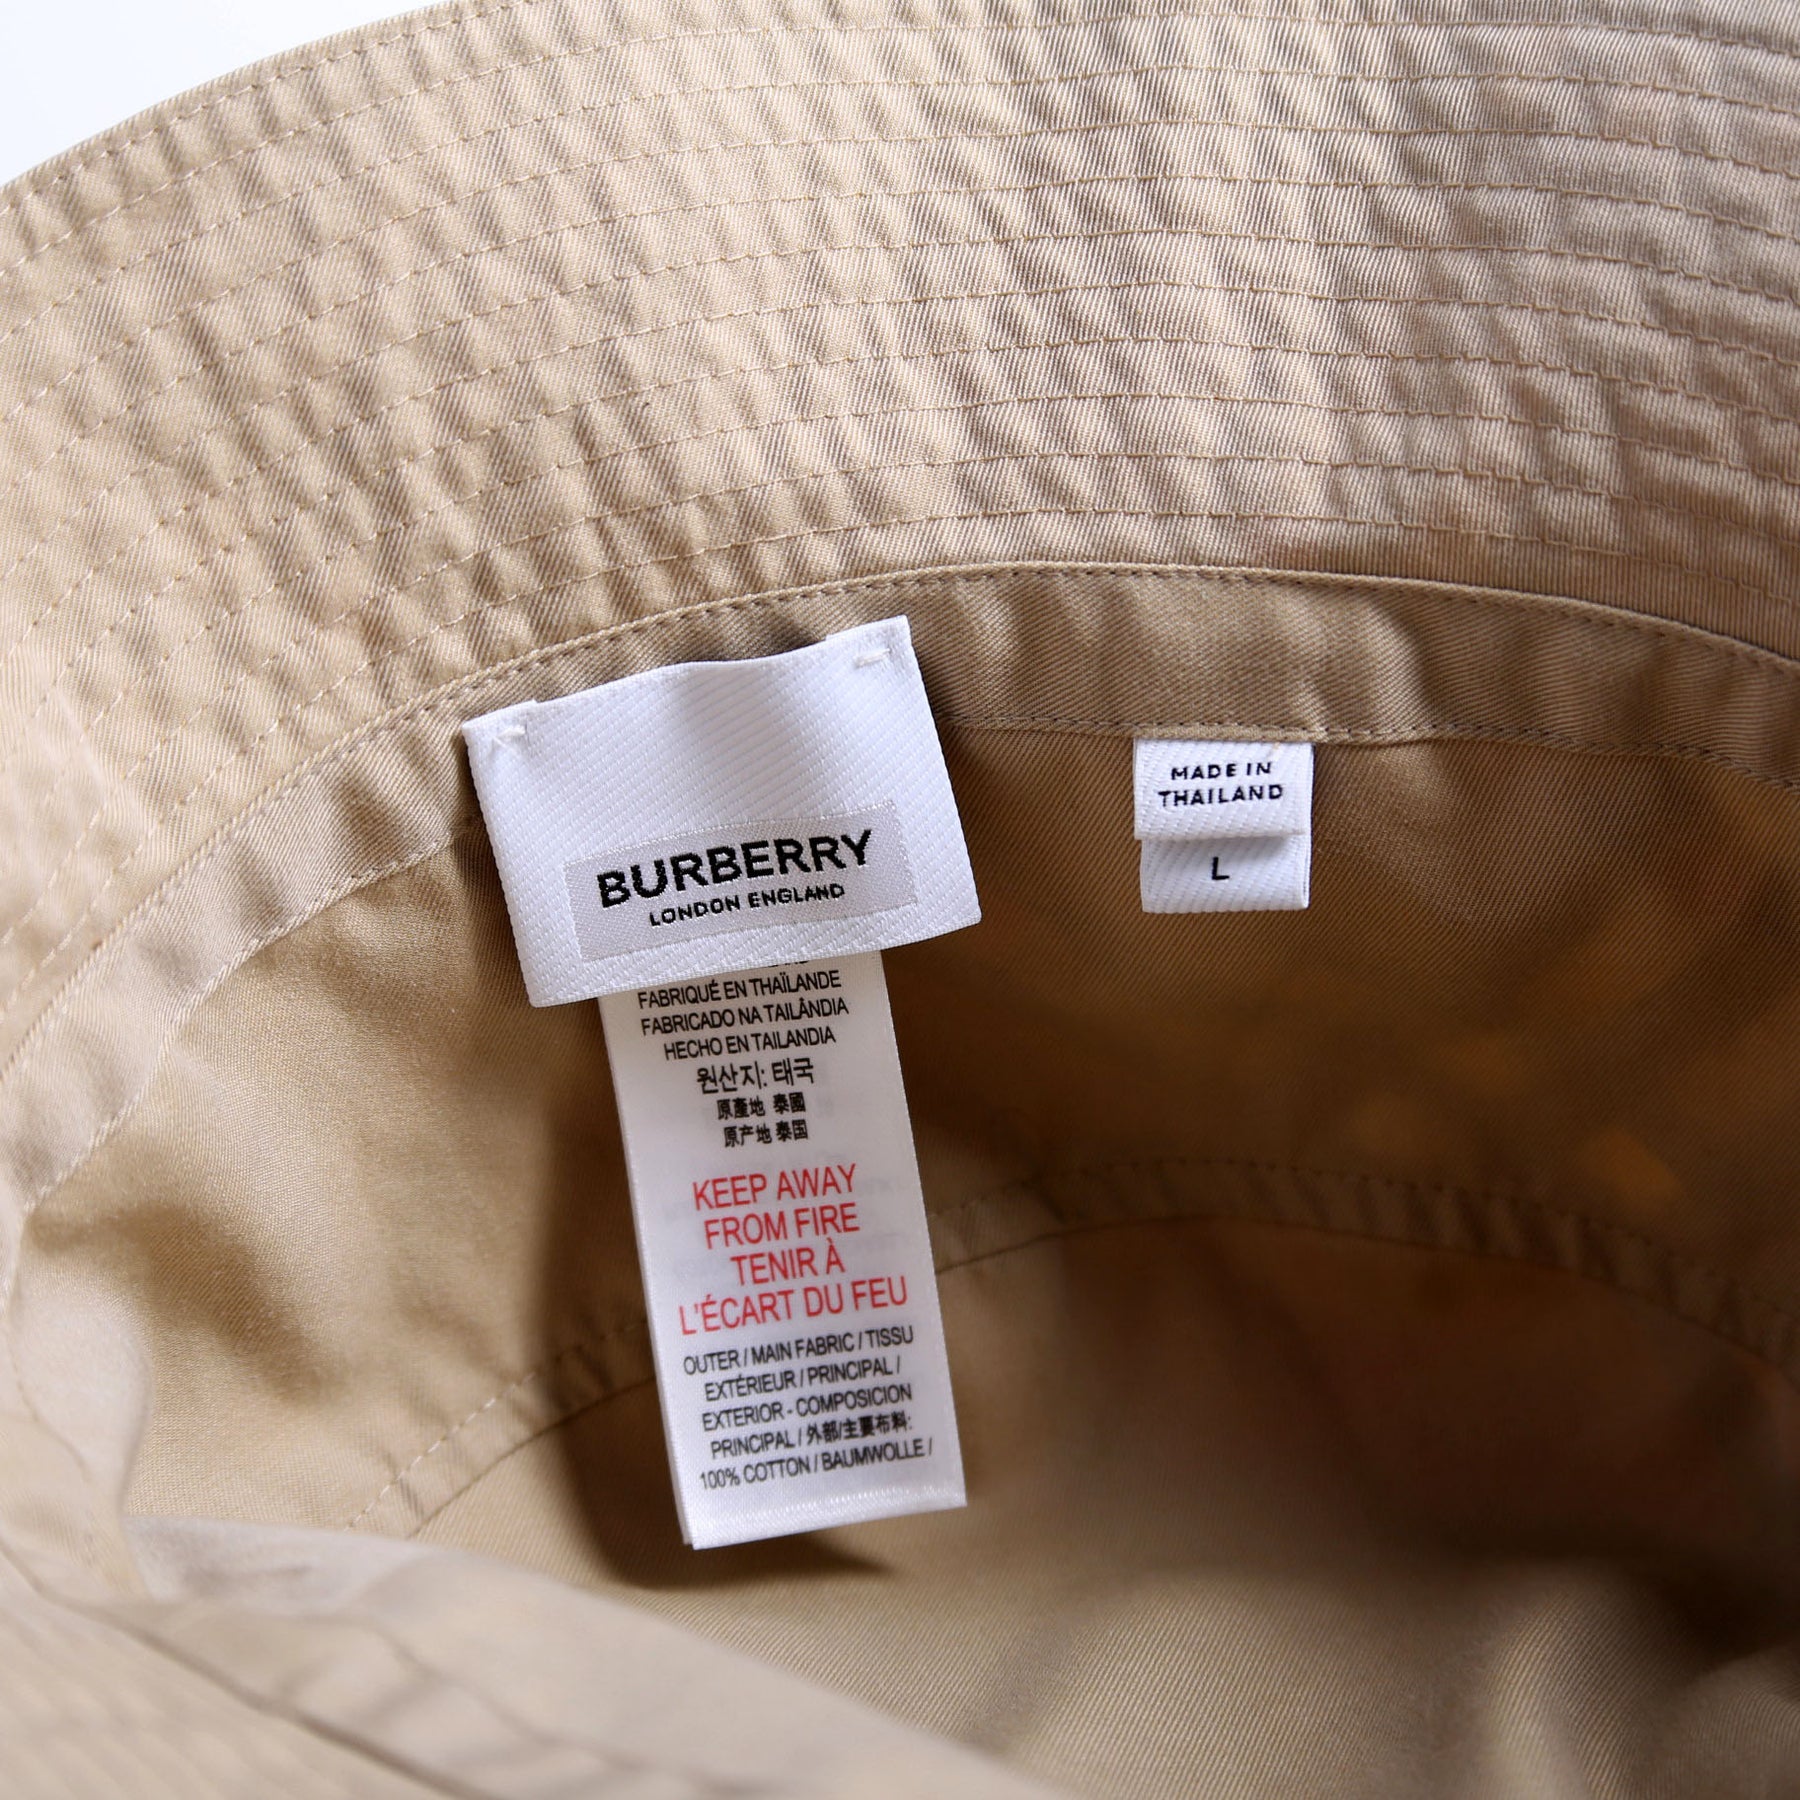 BURBERRY
LONDON ENGLAND
MADE IN
THAILAND
L
FABRIQUÉ EN THAÏLANDE
FABRICADO NA TAILÂNDIA
HECHO EN TAILANDIA
원산지: 태국
原產地 泰國
原产地 泰国
KEEP AWAY
FROM FIRE
TENIR À
L'ÉCART DU FEU
OUTER / MAIN FABRIC / TISSU
EXTÉRIEUR / PRINCIPAL /
EXTERIOR - COMPOSICION
PRINCIPAL / 外部/主要布料:
100% COTTON / BAUMWOLLE /